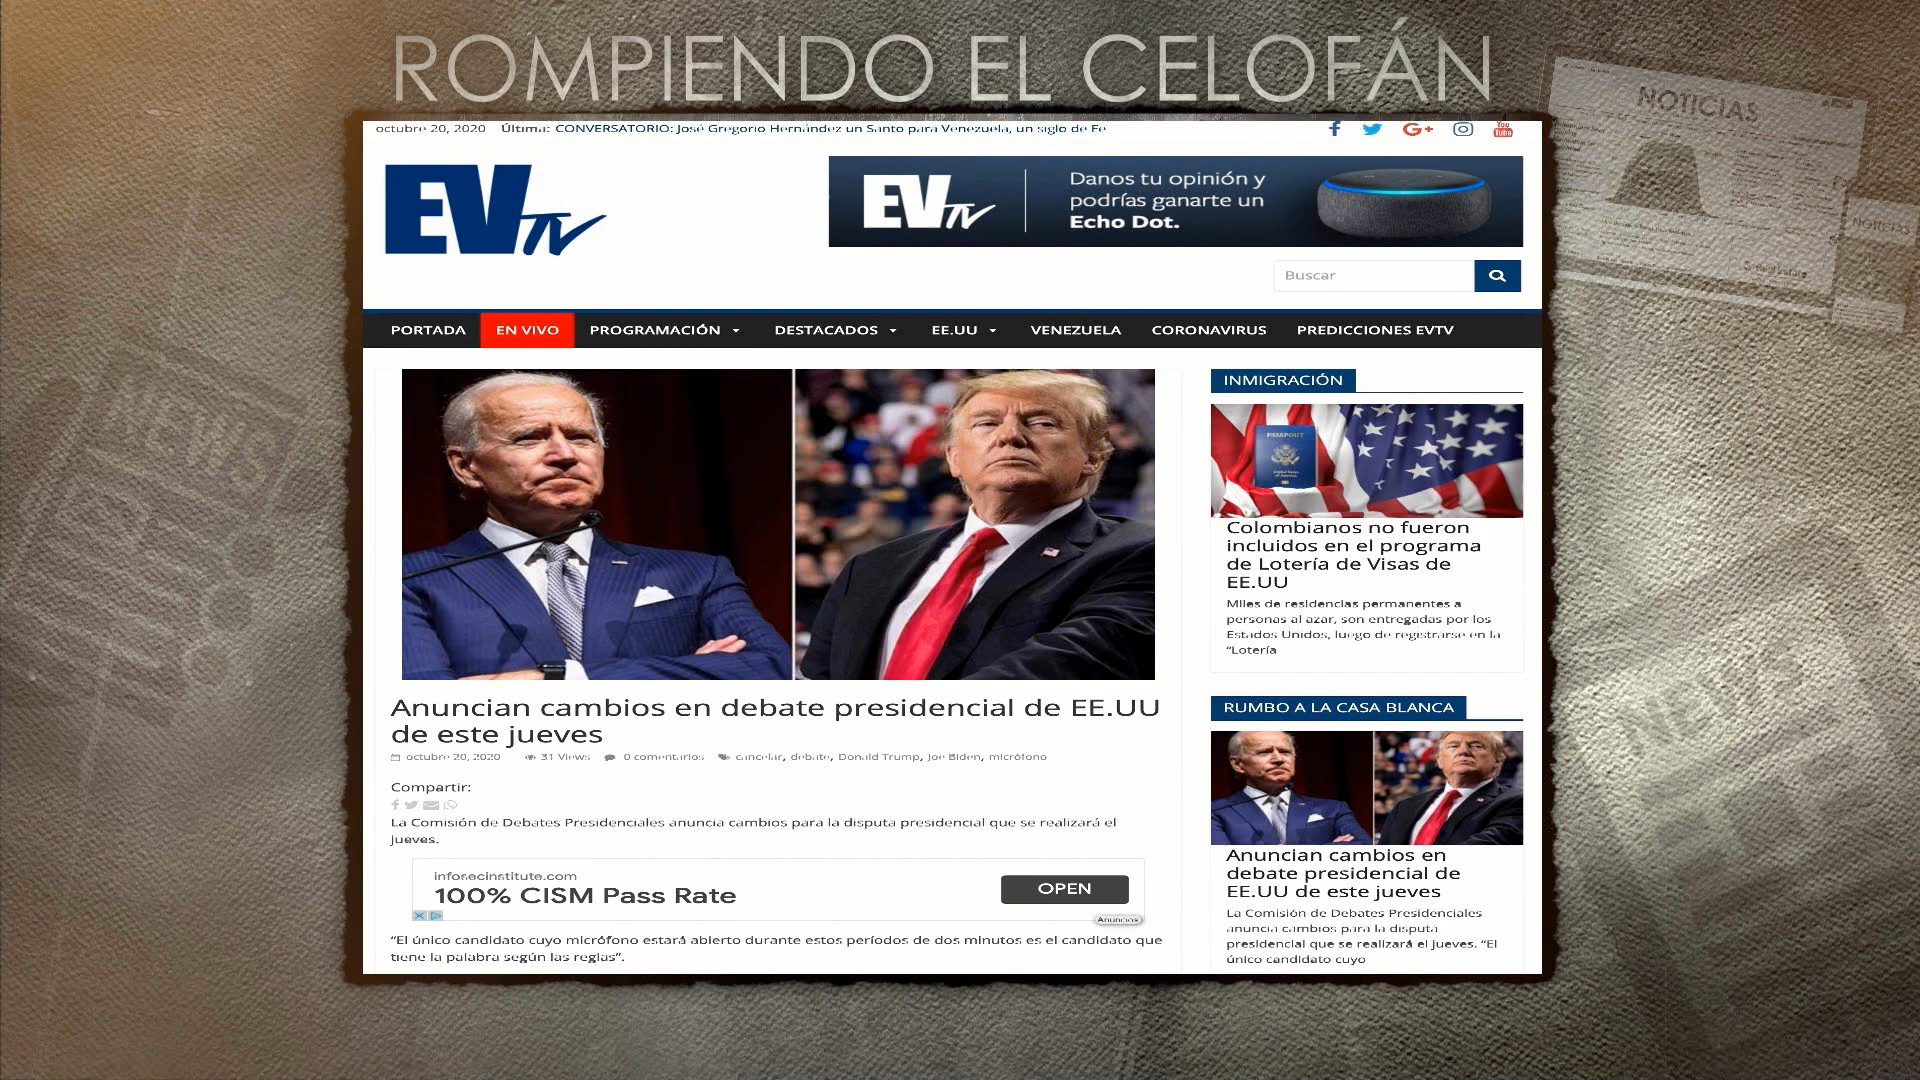 ROMPIENDO EL CELOFÁN
NOTICIAS
NOTICIAS
octubre 20, 2020 Última: CONVERSATORIO: José Gregorio Hernández un Santo para Venezuela, un siglo de Fe
You
Tube
EVTV
EVTV
Danos tu opinión y
podrías ganarte un
Echo Dot.
Buscar
PORTADA EN VIVO PROGRAMACIÓN DESTACADOS EE.UU VENEZUELA CORONAVIRUS PREDICCIONES EVTV
Anuncian cambios en debate presidencial de EE.UU
de este jueves
octubre 20, 2020 31 Views 0 comentarios cancelar, debate, Donald Trump, Joe Biden, micrófono
Compartir:
La Comisión de Debates Presidenciales anuncia cambios para la disputa presidencial que se realizará el
jueves.
infosecinstitute.com
100% CISM Pass Rate
OPEN
Anuncios
“El único candidato cuyo micrófono estará abierto durante estos períodos de dos minutos es el candidato que
tiene la palabra según las reglas”.
INMIGRACIÓN
PASSPORT
United States
of America
Colombianos no fueron
incluidos en el programa
de Lotería de Visas de
EE.UU
Miles de residencias permanentes a
personas al azar, son entregadas por los
Estados Unidos, luego de registrarse en la
“Lotería
RUMBO A LA CASA BLANCA
Anuncian cambios en
debate presidencial de
EE.UU de este jueves
La Comisión de Debates Presidenciales
anuncia cambios para la disputa
presidencial que se realizará el jueves. “El
único candidato cuyo